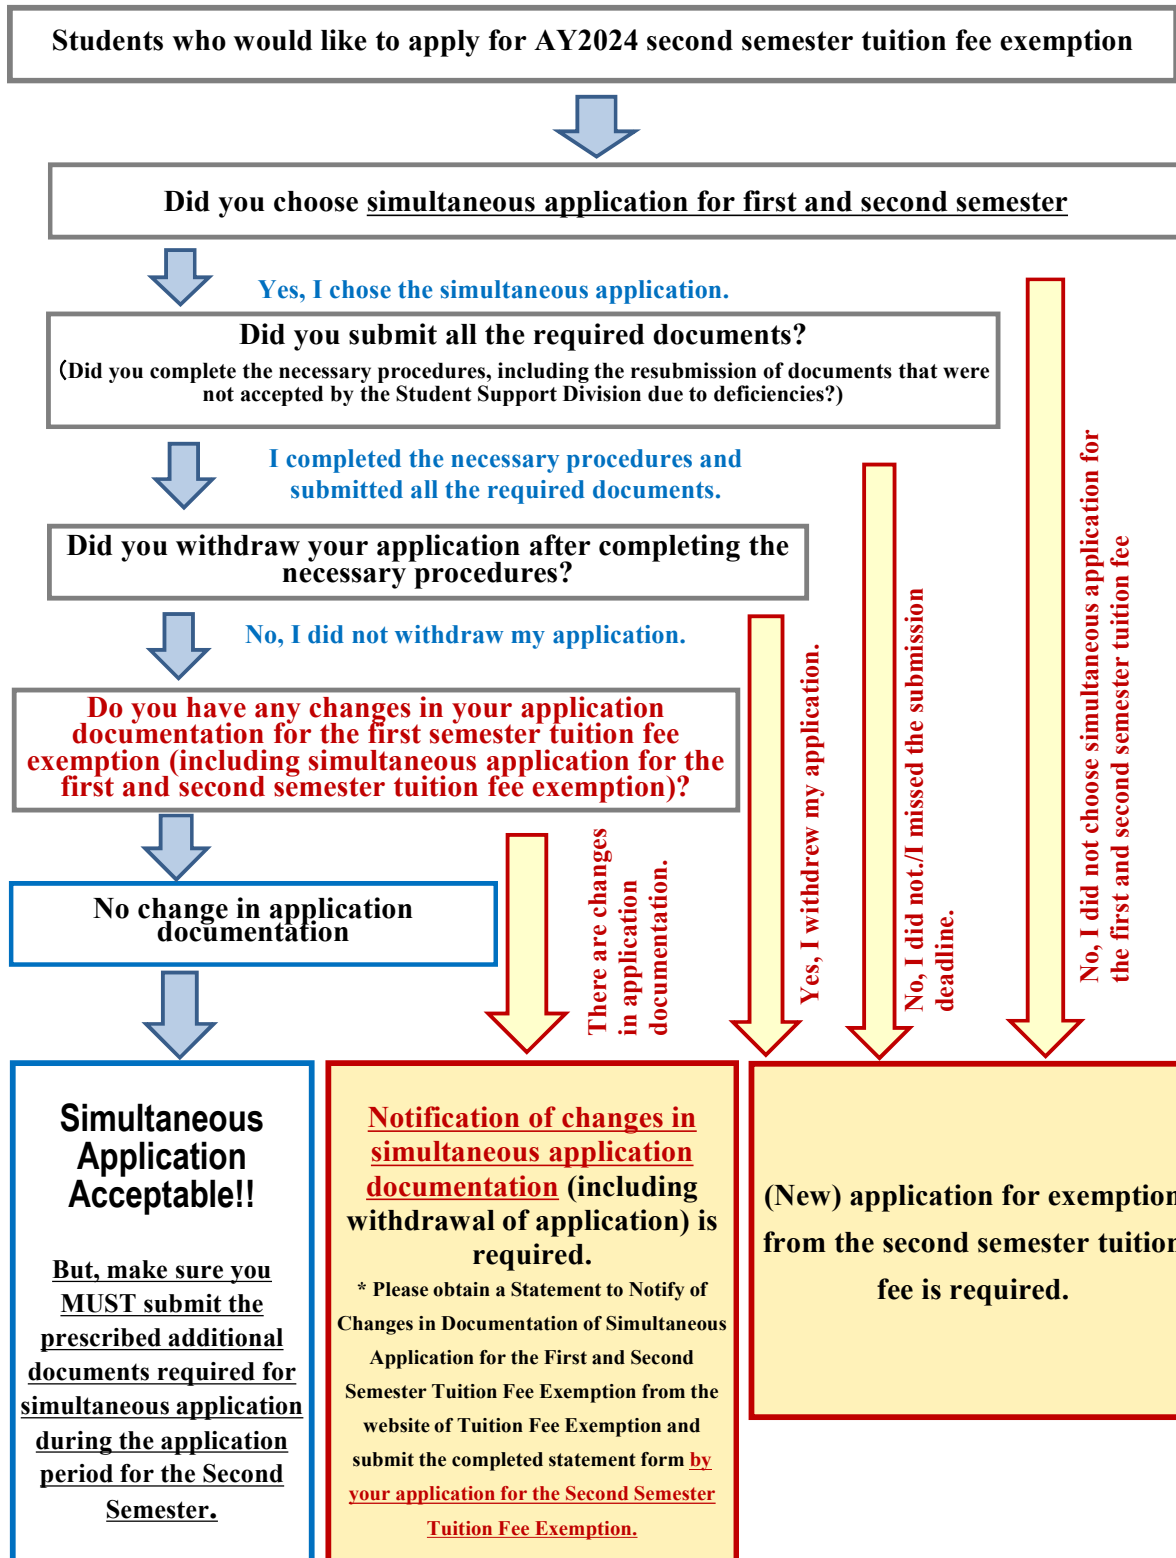 Students who would like to apply for AY2024 second semester tuition fee exemption
Did you choose simultaneous application for first and second semester
Yes, I chose the simultaneous application.
Did you submit all the required documents?
(Did you complete the necessary procedures, including the resubmission of documents that were
not accepted by the Student Support Division due to deficiencies?)
I completed the necessary procedures and
submitted all the required documents.
Did you withdraw your application after completing the
necessary procedures?
No, I did not withdraw my application.
Do you have any changes in your application
documentation for the first semester tuition fee
exemption (including simultaneous application for the
first and second semester tuition fee exemption)?
No change in application
documentation
There are changes
in application
documentation.
Yes, I withdrew my application.
No, I did not./I missed the submission
deadline.
No, I did not choose simultaneous application for
the first and second semester tuition fee
Simultaneous
Application
Acceptable!!
But, make sure you
MUST submit the
prescribed additional
documents required for
simultaneous application
during the application
period for the Second
Semester.
Notification of changes in
simultaneous application
documentation (including
withdrawal of application) is
required.
* Please obtain a Statement to Notify of
Changes in Documentation of Simultaneous
Application for the First and Second
Semester Tuition Fee Exemption from the
website of Tuition Fee Exemption and
submit the completed statement form by
your application for the Second Semester
Tuition Fee Exemption.
(New) application for exemption
from the second semester tuition
fee is required.